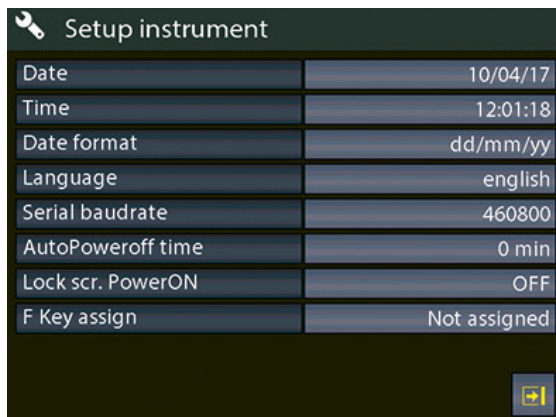 Setup instrument
Date 10/04/17
Time 12:01:18
Date format dd/mm/yy
Language english
Serial baudrate 460800
AutoPoweroff time 0 min
Lock scr. PowerON OFF
F Key assign Not assigned